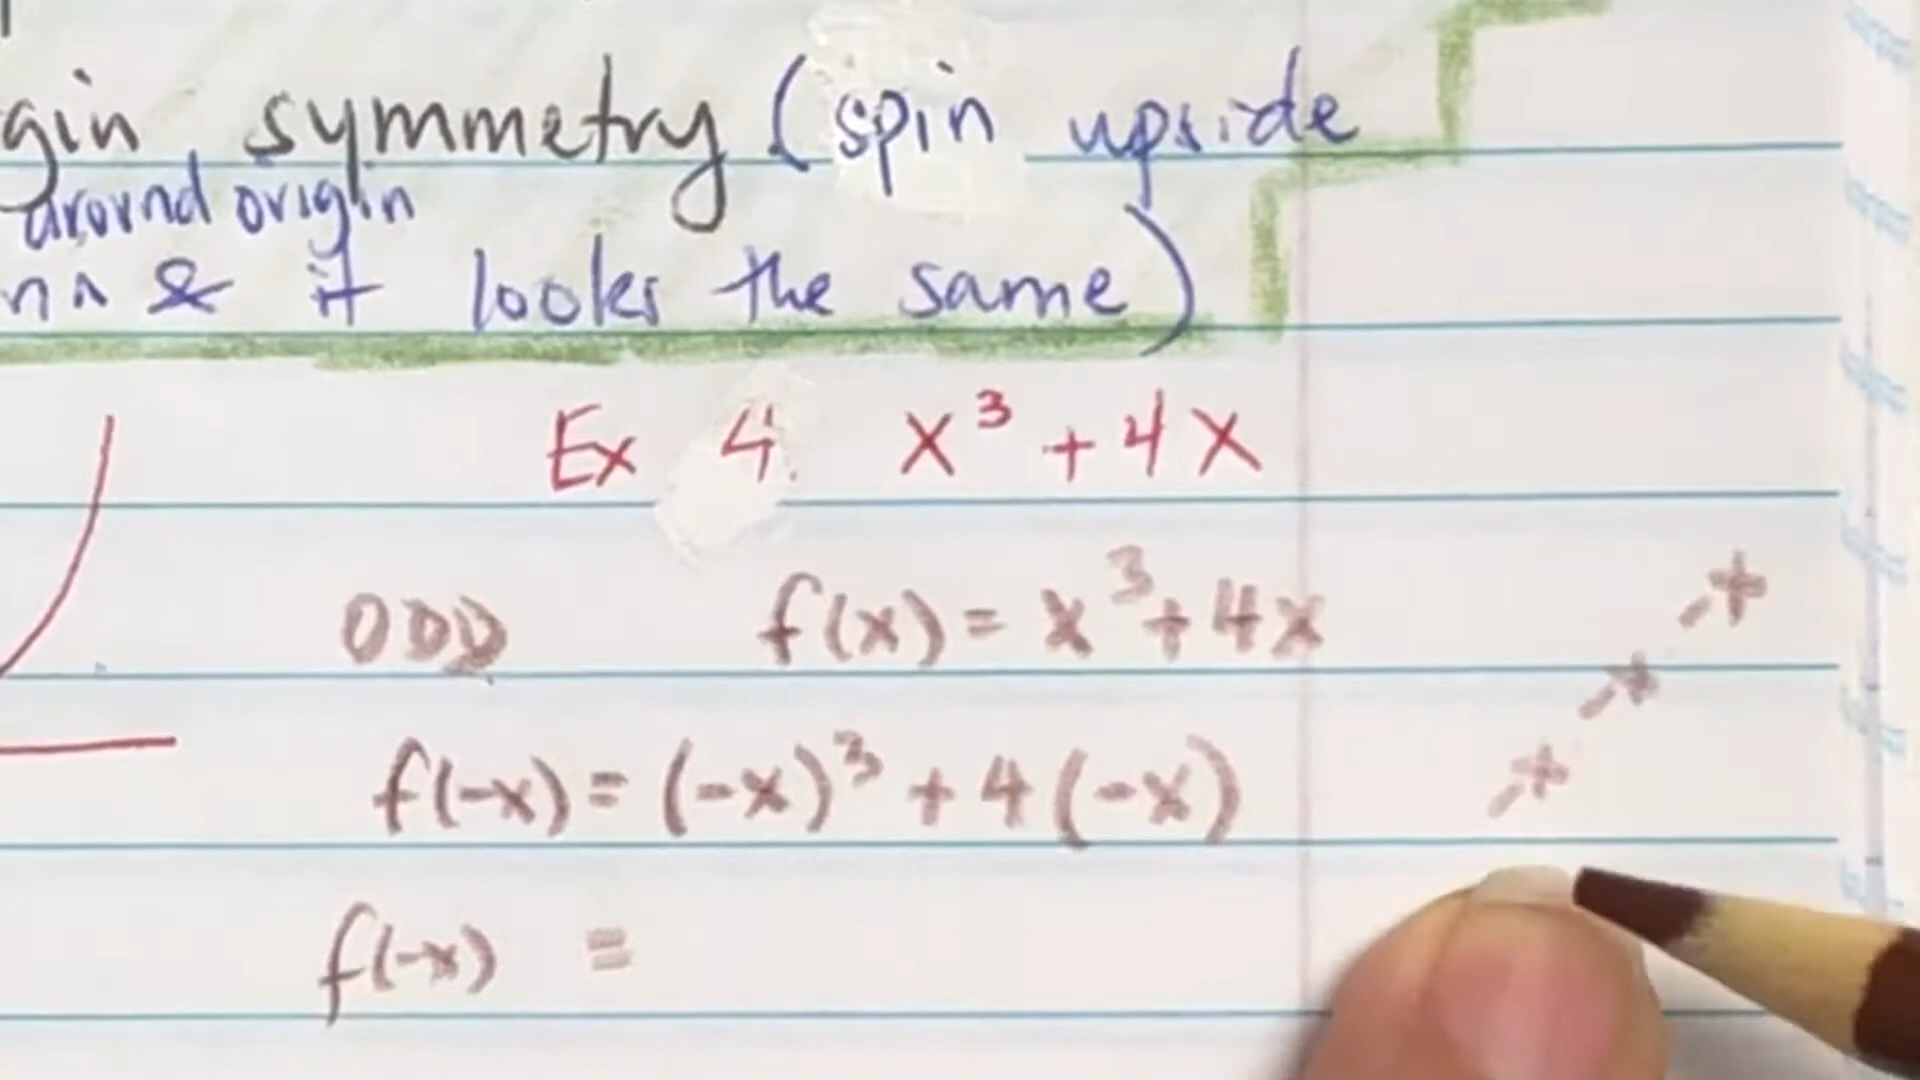 gin symmetry (spin upside
around origin
& it looks the same)
Ex 4. x³ + 4x
ODD f(x) = x³ + 4x
f(-x) = (-x)³ + 4(-x)
f(-x) =